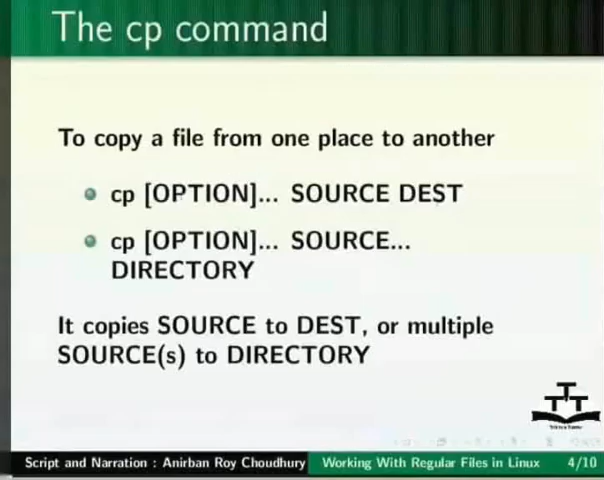 The cp command
To copy a file from one place to another
cp [OPTION]... SOURCE DEST
cp [OPTION]... SOURCE...
DIRECTORY
It copies SOURCE to DEST, or multiple
SOURCE(s) to DIRECTORY
TTT
Script and Narration : Anirban Roy Choudhury Working With Regular Files in Linux 4/10